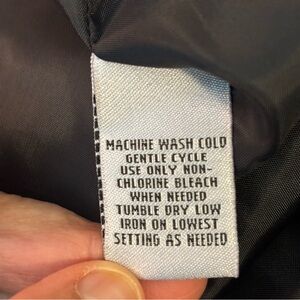 MACHINE WASH COLD
GENTLE CYCLE
USE ONLY NON-
CHLORINE BLEACH
WHEN NEEDED
TUMBLE DRY LOW
IRON ON LOWEST
SETTING AS NEEDED